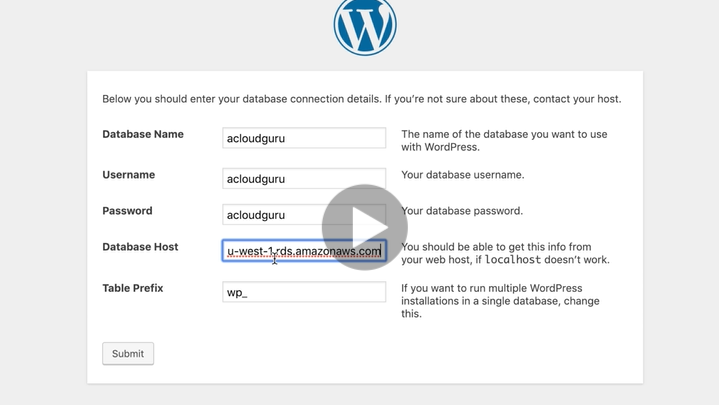 Below you should enter your database connection details. If you’re not sure about these, contact your host.
Database Name
acloudguru
The name of the database you want to use
with WordPress.
Username
acloudguru
Your database username.
Password
acloudguru
Your database password.
Database Host
u-west-1.rds.amazonaws.com
You should be able to get this info from
your web host, if localhost doesn’t work.
Table Prefix
wp_
If you want to run multiple WordPress
installations in a single database, change
this.
Submit